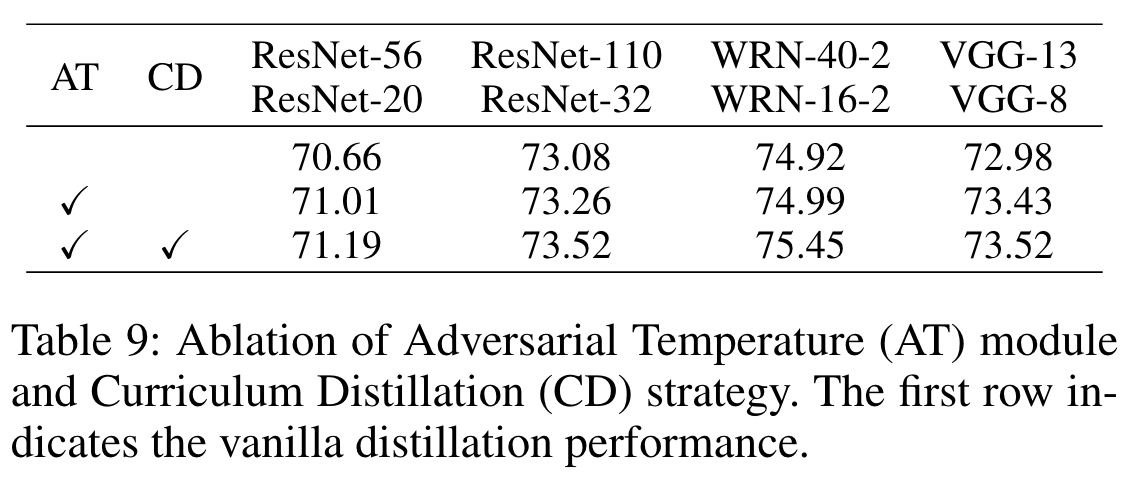 AT CD ResNet-56 ResNet-110 WRN-40-2 VGG-13
ResNet-20 ResNet-32 WRN-16-2 VGG-8
70.66 73.08 74.92 72.98
✓ 71.01 73.26 74.99 73.43
✓ ✓ 71.19 73.52 75.45 73.52
Table 9: Ablation of Adversarial Temperature (AT) module
and Curriculum Distillation (CD) strategy. The first row in-
dicates the vanilla distillation performance.